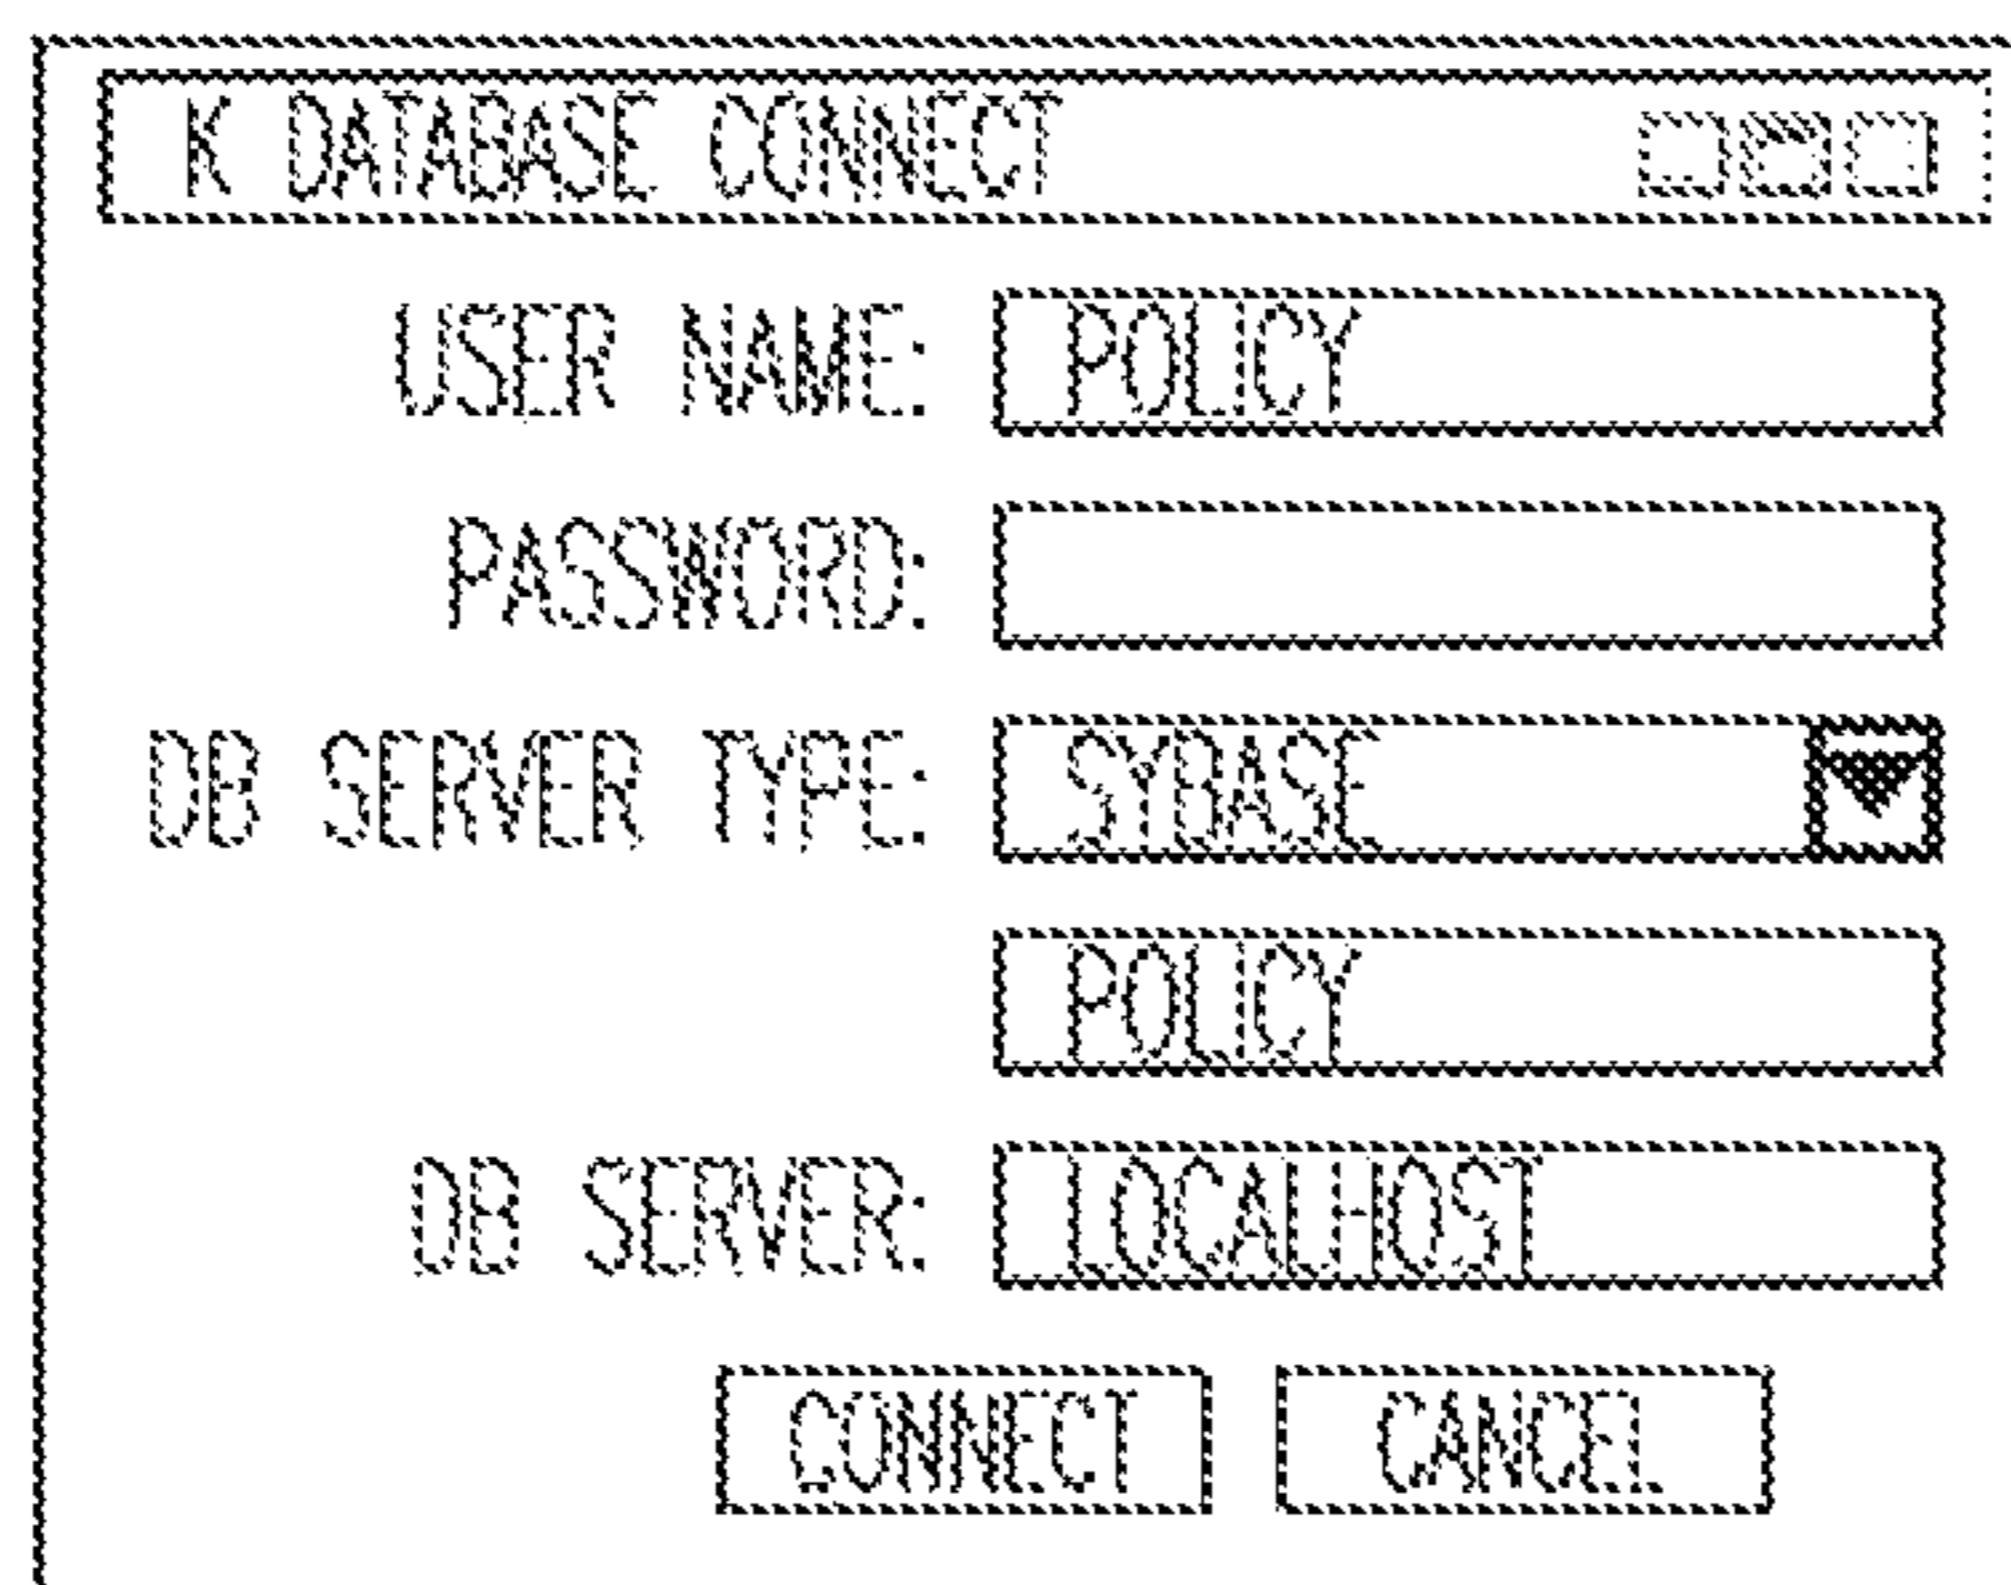 K DATABASE CONNECT
USER NAME: POLICY
PASSWORD:
DB SERVER TYPE: SYBASE
POLICY
DB SERVER: LOCALHOST
CONNECT CANCEL